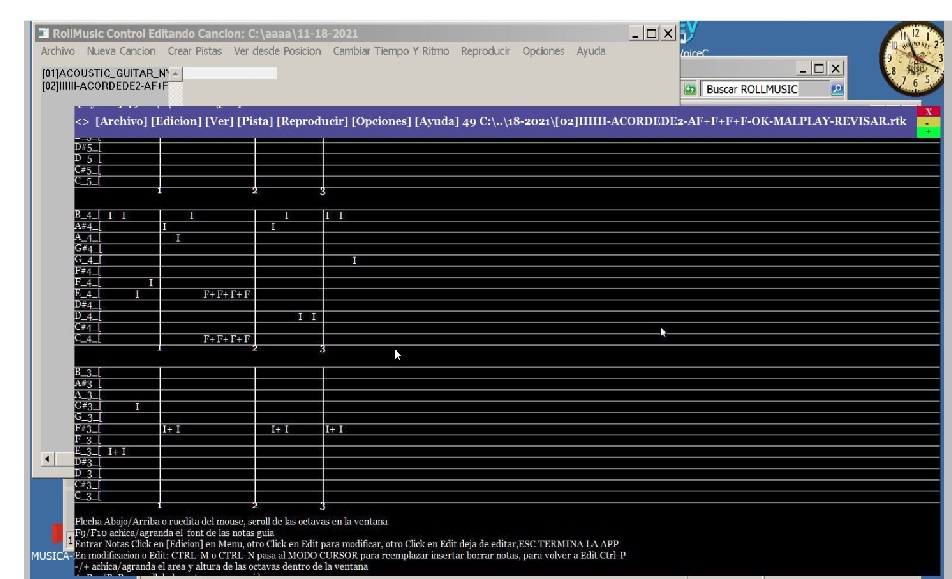 RollMusic Control Editando Cancion: C:\aaaa\11-18-2021
Archivo Nueva Cancion Crear Pistas Ver desde Posicion Cambiar Tiempo Y Ritmo Reproducir Opciones Ayuda
[01]ACOUSTIC_GUITAR_NY
[02]IIIIII-ACORDEDE2-AF+F
Buscar ROLLMUSIC
<> [Archivo] [Edicion] [Ver] [Pista] [Reproducir] [Opciones] [Ayuda] 49 C:\..\18-2021\[02]IIIIII-ACORDEDE2-AF+F+F+F-OK-MALPLAY-REVISAR.rtk
X
-
+
D#5_[
D_5_[
C#5_[
C_5_[
1 2 3
B_4_[ I I I I I I
A#4_[ I I
A_4_[ I
G#4_[
G_4_[ I
F#4_[
F_4_[ I
E_4_[ I F+F+F+F
D#4_[
D_4_[ I I
C#4_[
C_4_[ F+F+F+F
1 2 3
B_3_[
A#3_[
A_3_[
G#3_[ I
G_3_[
F#3_[ I+ I I+ I I+ I
F_3_[
E_3_[ I+ I
D#3_[
D_3_[
C#3_[
C_3_[
1 2 3
Flecha Abajo/Arriba o ruedita del mouse, scroll de las octavas en la ventana
F9/F10 achica/agranda el font de las notas guia
Entrar Notas Click en [Edicion] en Menu, otro Click en Edit para modificar, otro Click en Edit deja de editar,ESC TERMINA LA APP
MUSICA-
En modificacion o Edit: CTRL-M o CTRL-N pasa al MODO CURSOR para reemplazar insertar borrar notas, para volver a Edit Ctrl-P
-/+ achica/agranda el area y altura de las octavas dentro de la ventana